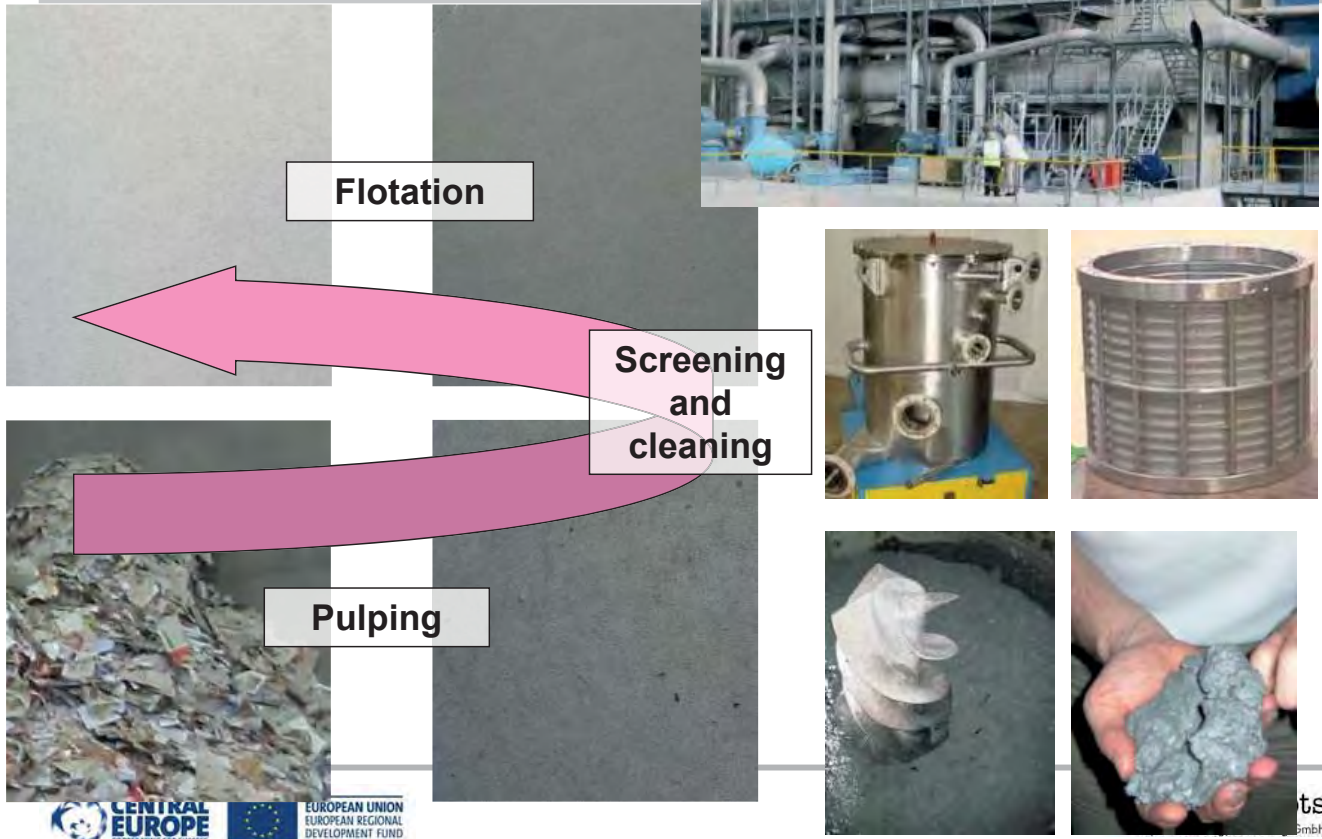 Flotation
Screening
and
cleaning
Pulping
CENTRAL
EUROPE
EUROPEAN UNION
EUROPEAN REGIONAL
DEVELOPMENT FUND